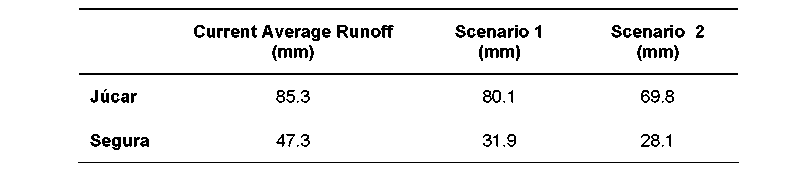 Current Average Runoff Scenario 1 Scenario 2
(mm) (mm) (mm)
Júcar 85.3 80.1 69.8
Segura 47.3 31.9 28.1